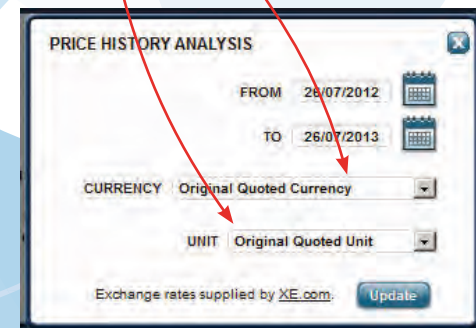 PRICE HISTORY ANALYSIS X
FROM 26/07/2012
TO 26/07/2013
CURRENCY Original Quoted Currency
UNIT Original Quoted Unit
Exchange rates supplied by XE.com. Update